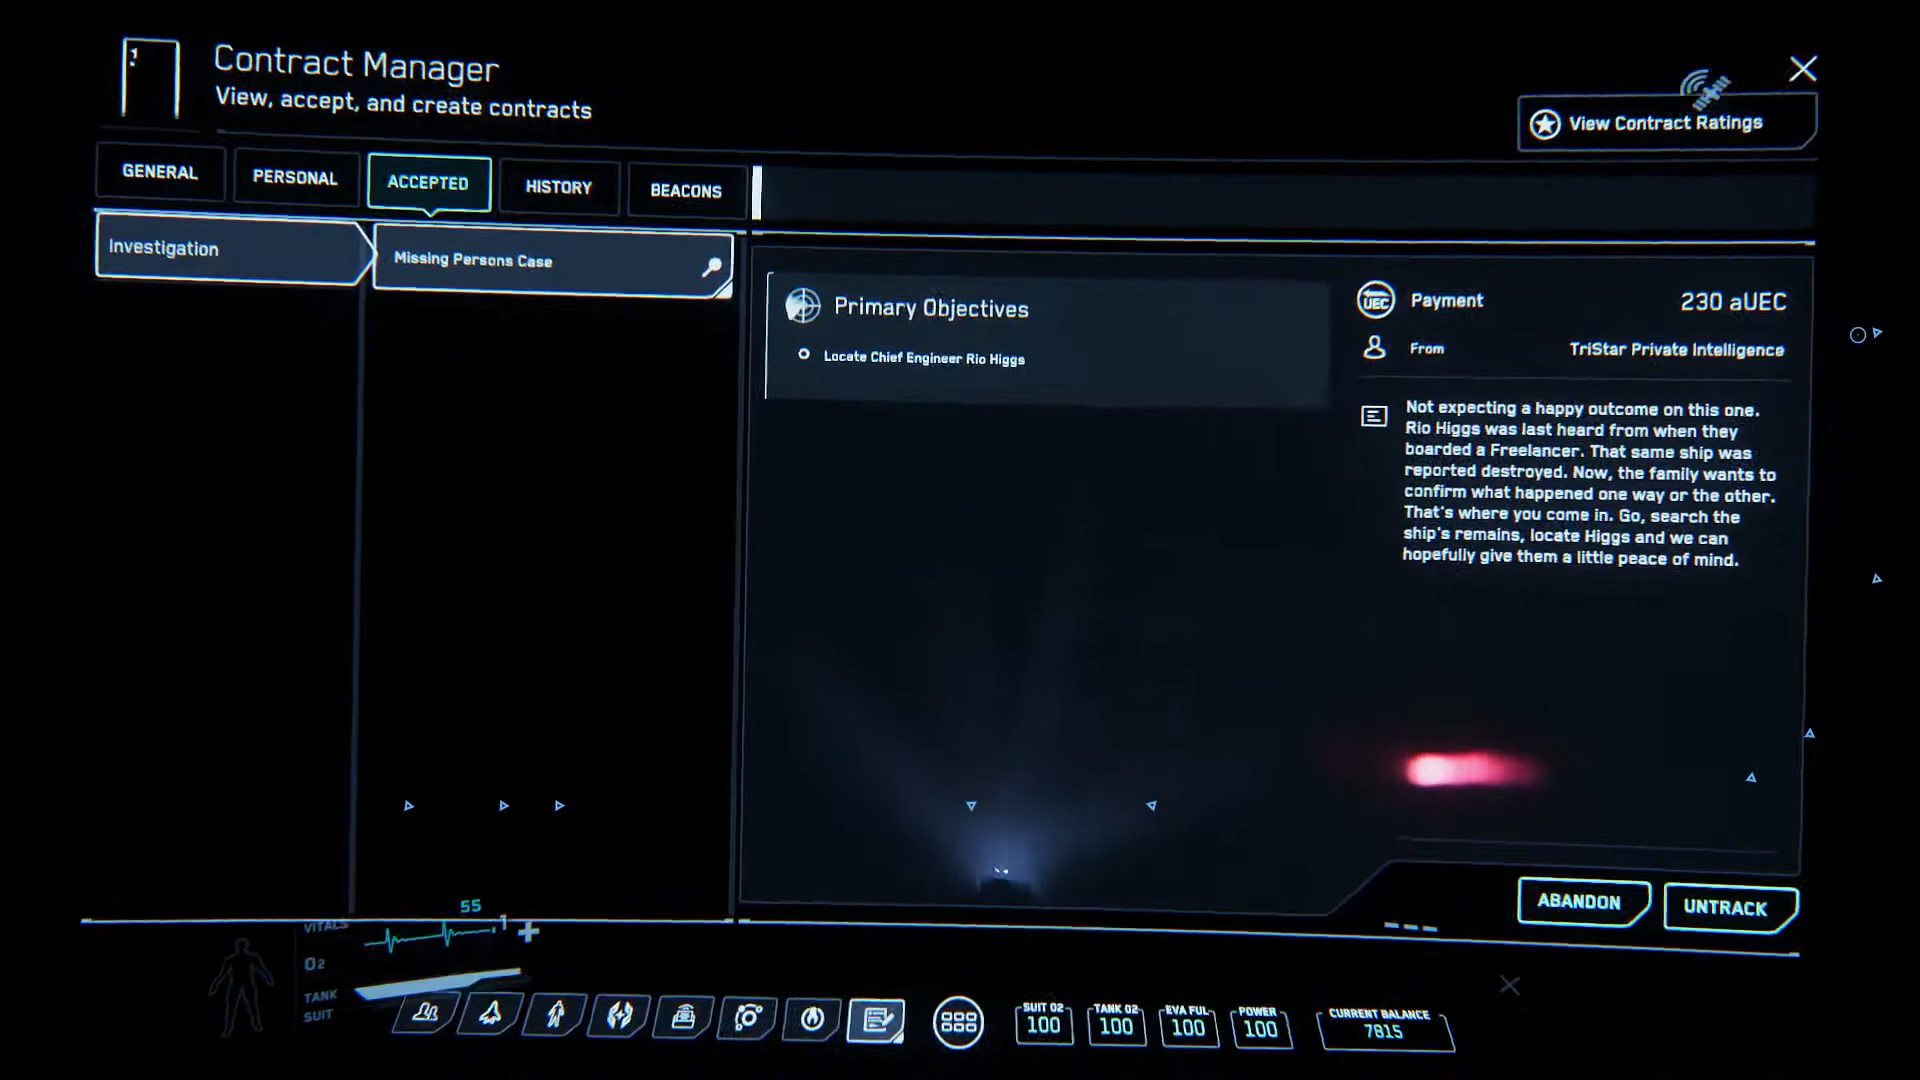 Contract Manager
View, accept, and create contracts
View Contract Ratings
GENERAL
PERSONAL
ACCEPTED
HISTORY
BEACONS
Investigation
Missing Persons Case
Primary Objectives
Locate Chief Engineer Rio Higgs
UEC
Payment
230 aUEC
From
TriStar Private Intelligence
Not expecting a happy outcome on this one.
Rio Higgs was last heard from when they
boarded a Freelancer. That same ship was
reported destroyed. Now, the family wants to
confirm what happened one way or the other.
That's where you come in. Go, search the
ship's remains, locate Higgs and we can
hopefully give them a little peace of mind.
ABANDON
UNTRACK
55
VITALS
O2
TANK
SUIT
SUIT O2
100
TANK O2
100
EVA FUL
100
POWER
100
CURRENT BALANCE
7815